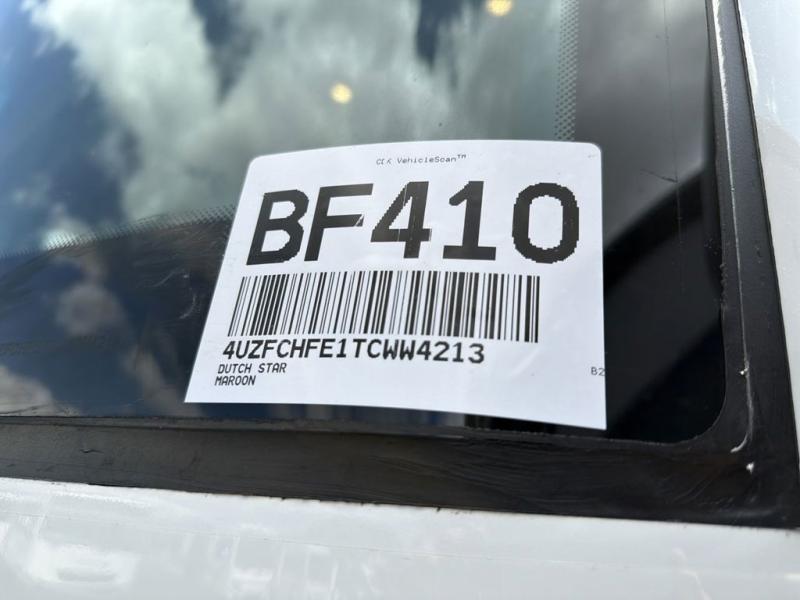 CDK VehicleScan™
BF410
4UZFCHFE1TCWW4213
DUTCH STAR
MAROON
B2